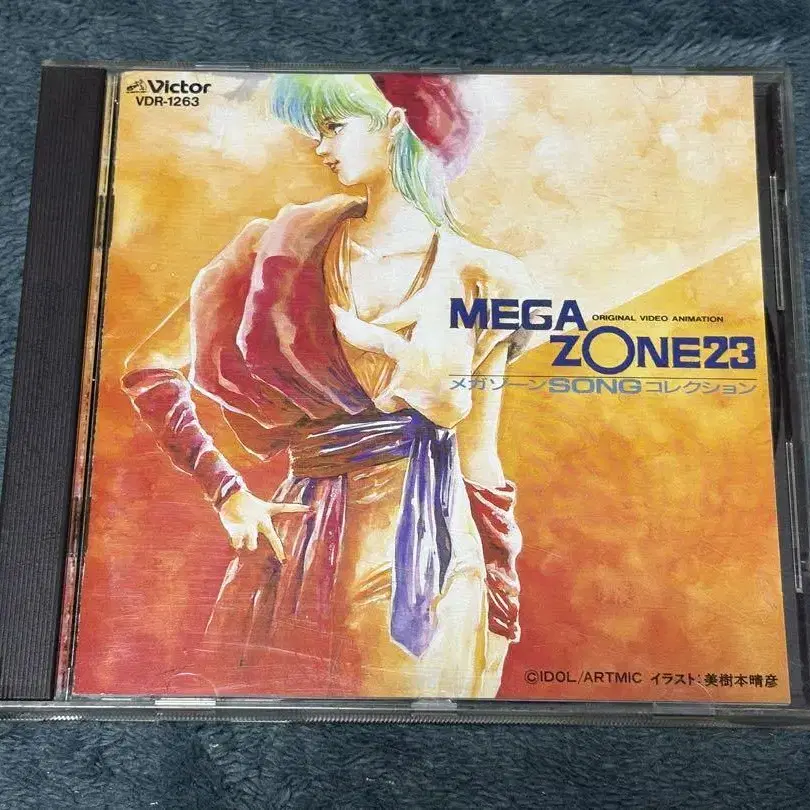 Victor
VDR-1263
MEGA
ORIGINAL VIDEO ANIMATION
ZONE23
メガゾーンSONGコレクション
©IDOL/ARTMIC イラスト:美樹本晴彦